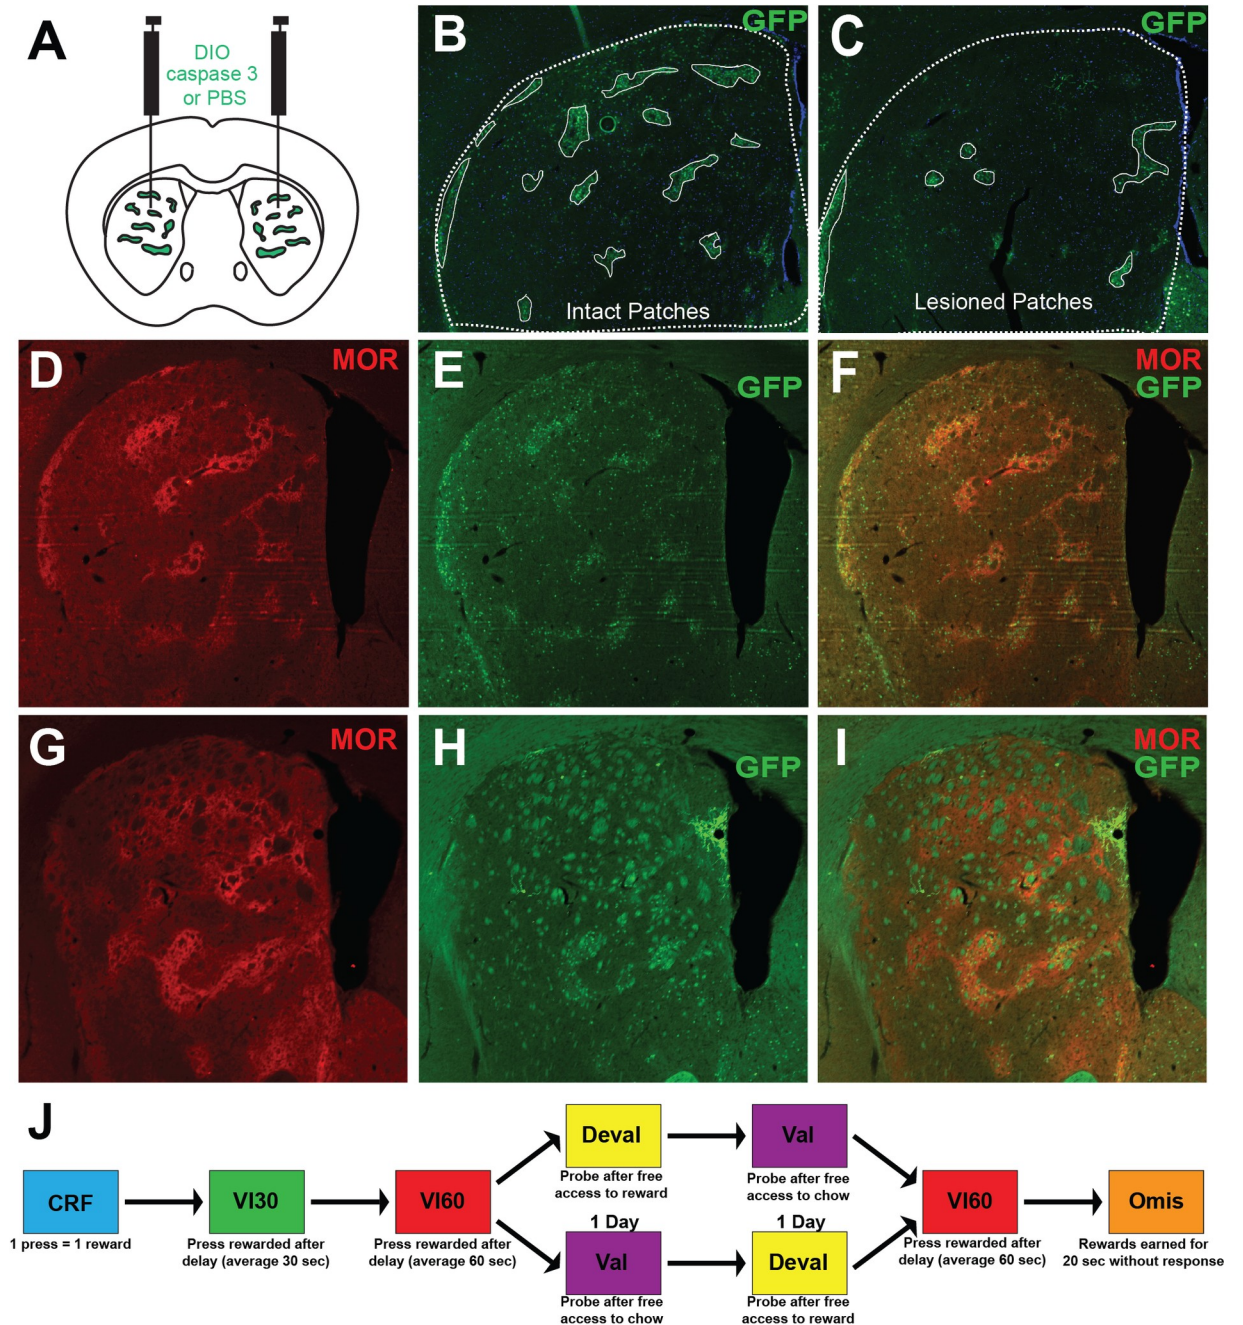 A
DIO
caspase 3
or PBS
B
GFP
Intact Patches
C
GFP
Lesioned Patches
D
MOR
E
GFP
F
MOR
GFP
G
MOR
H
GFP
I
MOR
GFP
J
CRF
1 press = 1 reward
VI30
Press rewarded after
delay (average 30 sec)
VI60
Press rewarded after
delay (average 60 sec)
Deval
Probe after free
access to reward
Val
Probe after free
access to chow
1 Day
Val
Probe after free
access to chow
1 Day
Deval
Probe after free
access to reward
VI60
Press rewarded after
delay (average 60 sec)
Omis
Rewards earned for
20 sec without response